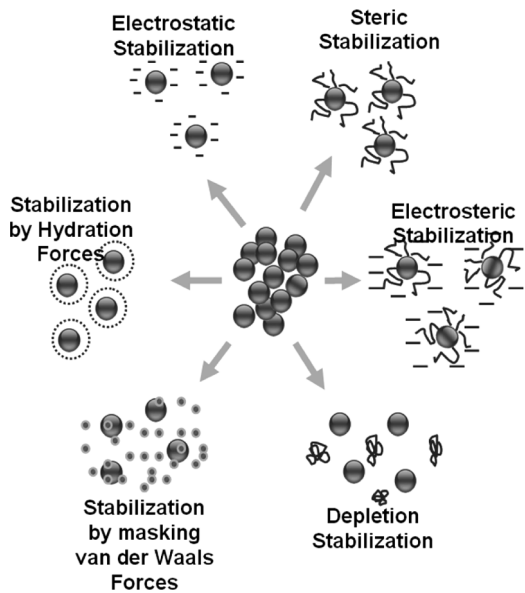 Electrostatic
Stabilization
Steric
Stabilization
Stabilization
by Hydration
Forces
Electrosteric
Stabilization
Stabilization
by masking
van der Waals
Forces
Depletion
Stabilization